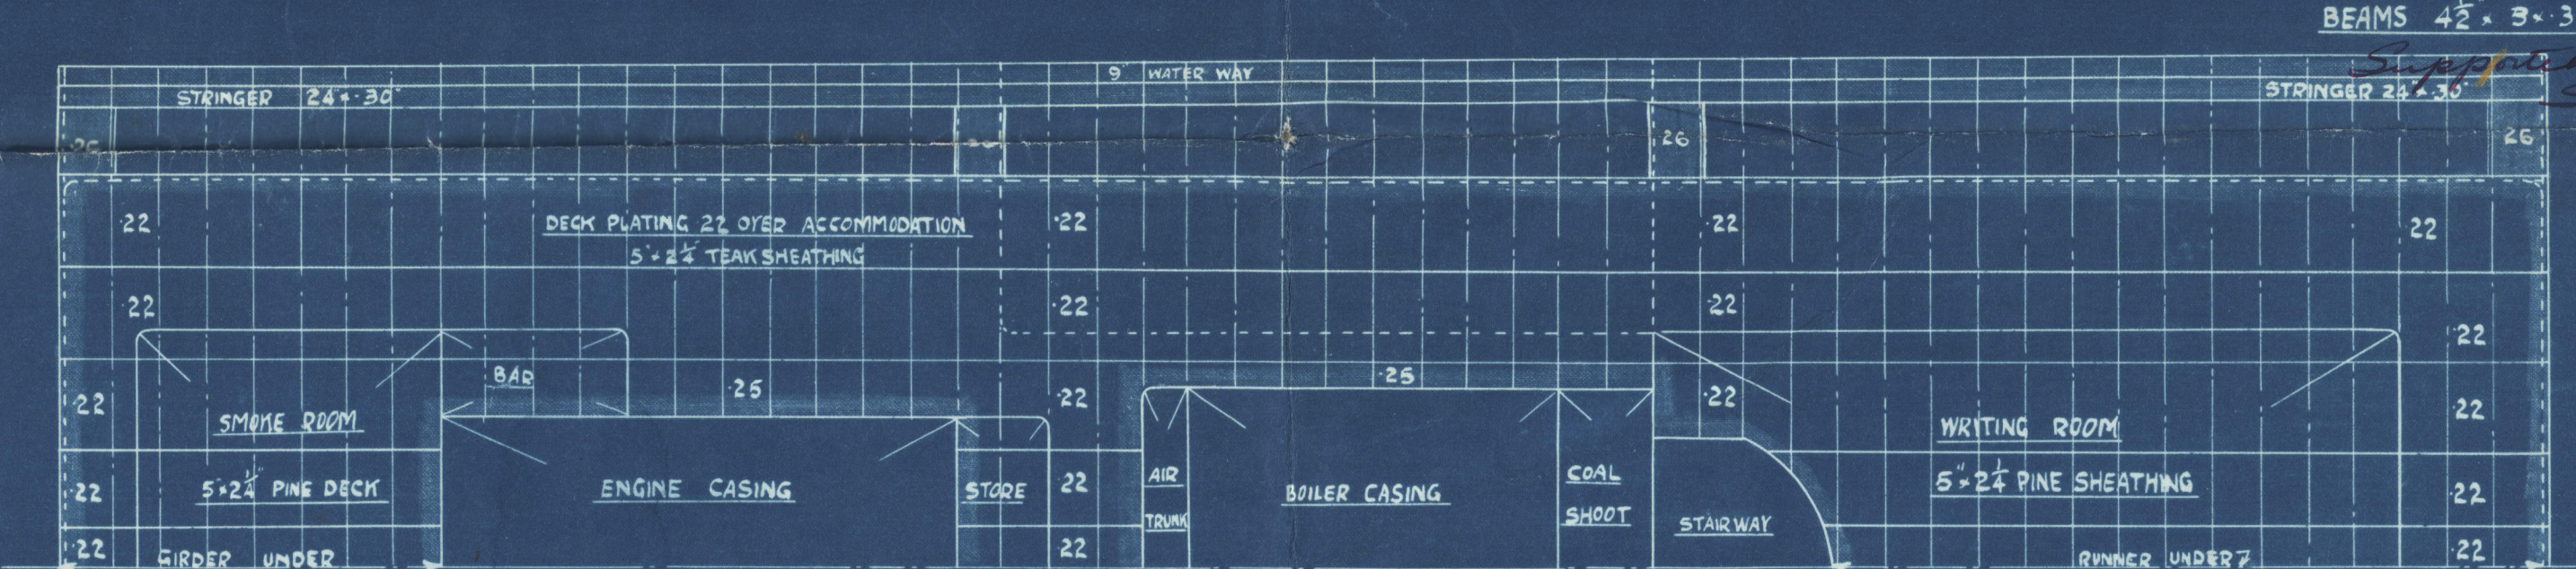 BEAMS 4½" × 3 × .3
Supported
9" WATER WAY
STRINGER 24" × .30"
STRINGER 24" × .30"
.26
26
26
.22
DECK PLATING .22 OVER ACCOMMODATION
.22
.22
.22
5" × 2¼" TEAK SHEATHING
.22
.22
.22
.22
BAR
.25
.25
.22
SMOKE ROOM
.22
.22
WRITING ROOM
.22
.22
5" × 2¼" PINE DECK
ENGINE CASING
STORE
.22
AIR
TRUNK
BOILER CASING
COAL
SHOOT
STAIRWAY
5" × 2¼ PINE SHEATHING
.22
.22
GIRDER UNDER
.22
RUNNER UNDER
.22